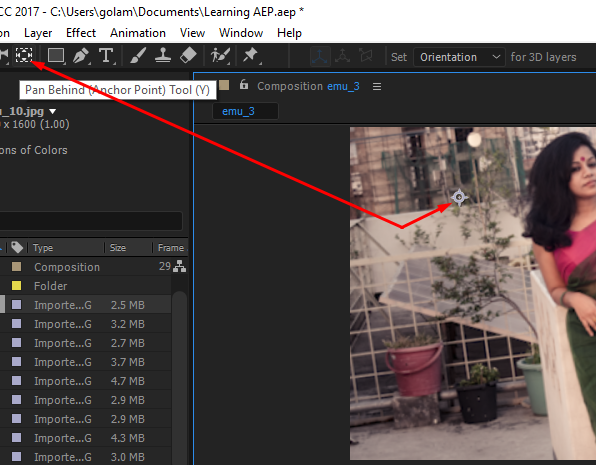 CC 2017 - C:\Users\golam\Documents\Learning AEP.aep *
on Layer Effect Animation View Window Help
T Set Orientation for 3D layers
Pan Behind (Anchor Point) Tool (Y)
Composition emu_3
emu_3
u_10.jpg
0 x 1600 (1.00)
ons of Colors
Type Size Frame
Composition 29
Folder
Importe...G 2.5 MB
Importe...G 3.2 MB
Importe...G 2.7 MB
Importe...G 3.7 MB
Importe...G 4.7 MB
Importe...G 2.9 MB
Importe...G 2.9 MB
Importe...G 4.3 MB
Importe...G 3.0 MB